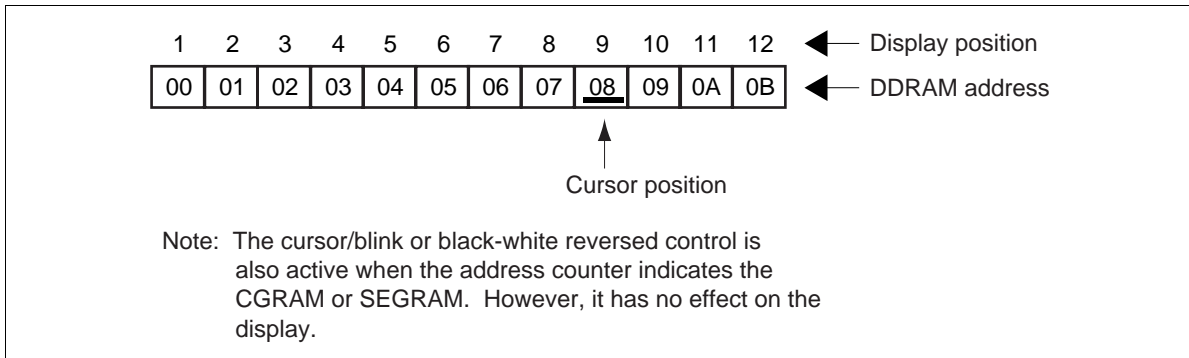 1 2 3 4 5 6 7 8 9 10 11 12 Display position
00 01 02 03 04 05 06 07 08 09 0A 0B DDRAM address
Cursor position
Note: The cursor/blink or black-white reversed control is
also active when the address counter indicates the
CGRAM or SEGRAM. However, it has no effect on the
display.